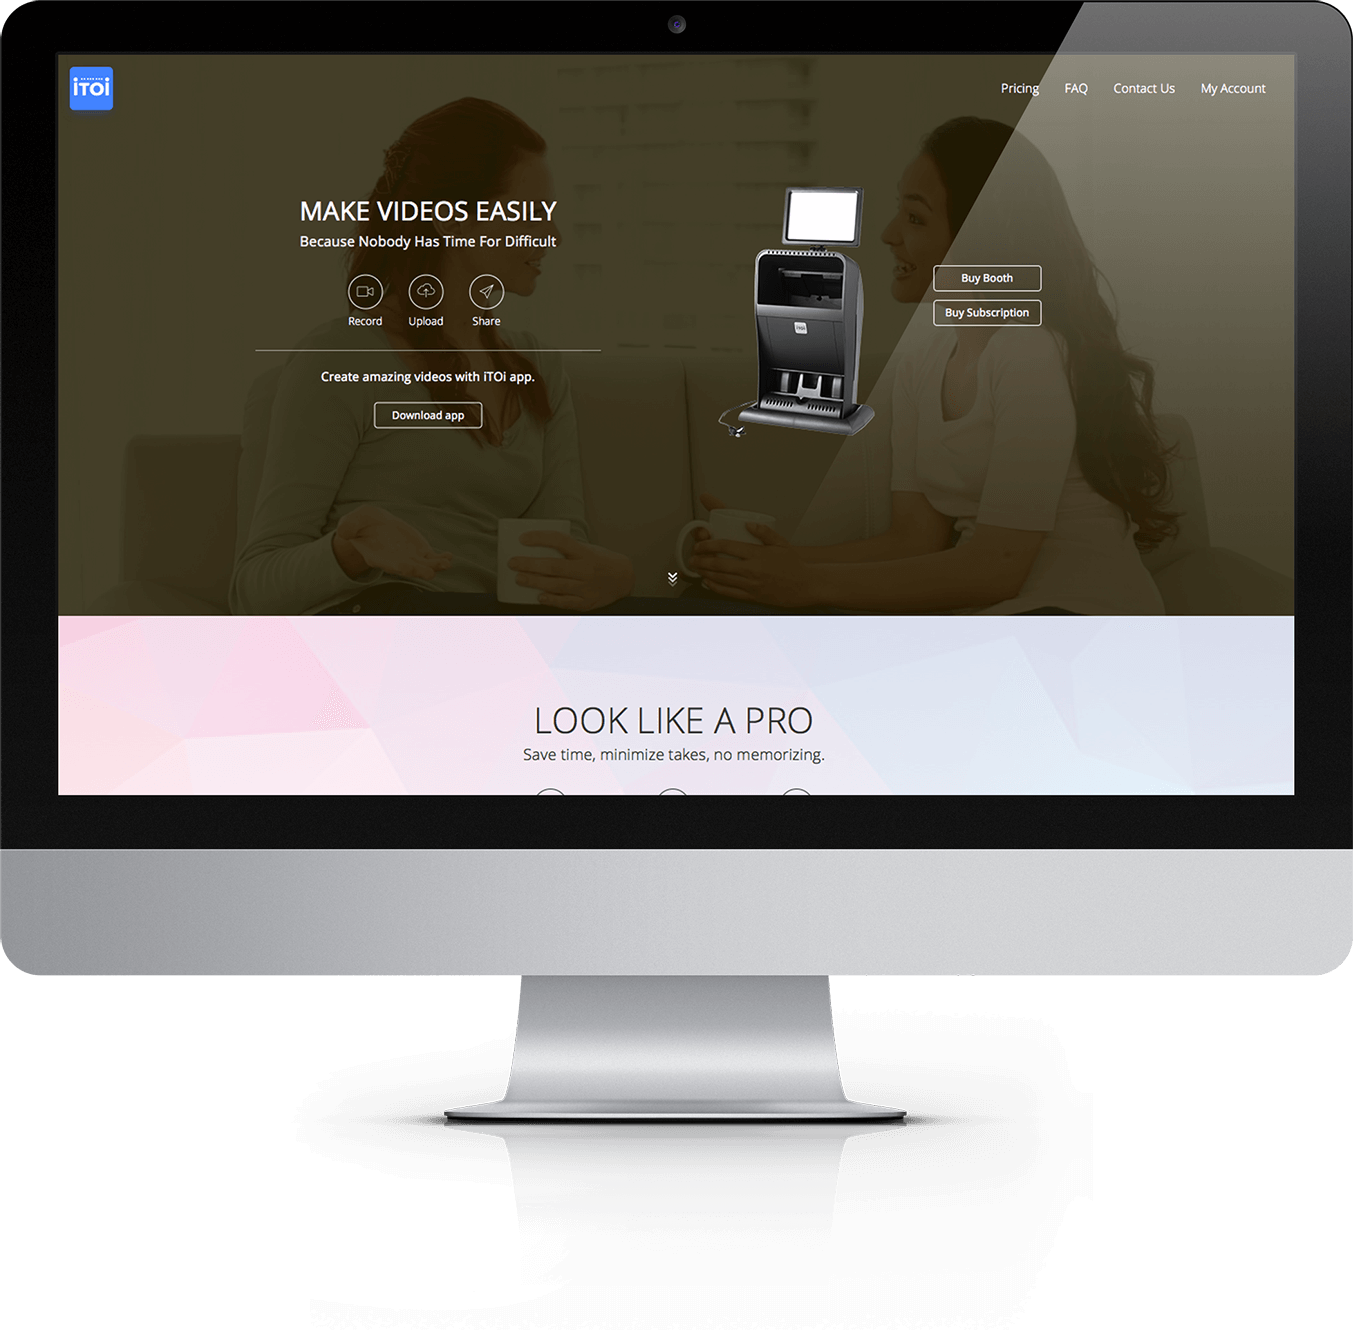 iTOi
Pricing FAQ Contact Us My Account
MAKE VIDEOS EASILY
Because Nobody Has Time For Difficult
Record Upload Share
Create amazing videos with iTOi app.
Download app
iTOi
Buy Booth
Buy Subscription
LOOK LIKE A PRO
Save time, minimize takes, no memorizing.